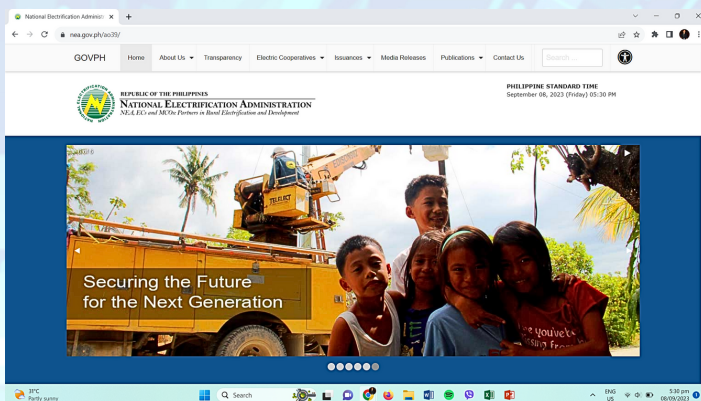 National Electrification Administr
nea.gov.ph/ao39/
GOVPH
Home
About Us
Transparency
Electric Cooperatives
Issuances
Media Releases
Publications
Contact Us
Search ...
REPUBLIC OF THE PHILIPPINES
NATIONAL ELECTRIFICATION ADMINISTRATION
NEA, ECs and MCOs: Partners in Rural Electrification and Development
PHILIPPINE STANDARD TIME
September 08, 2023 (Friday) 05:30 PM
TELELECT
Securing the Future
for the Next Generation
31°C
Partly sunny
Search
ENG
US
5:30 pm
08/09/2023